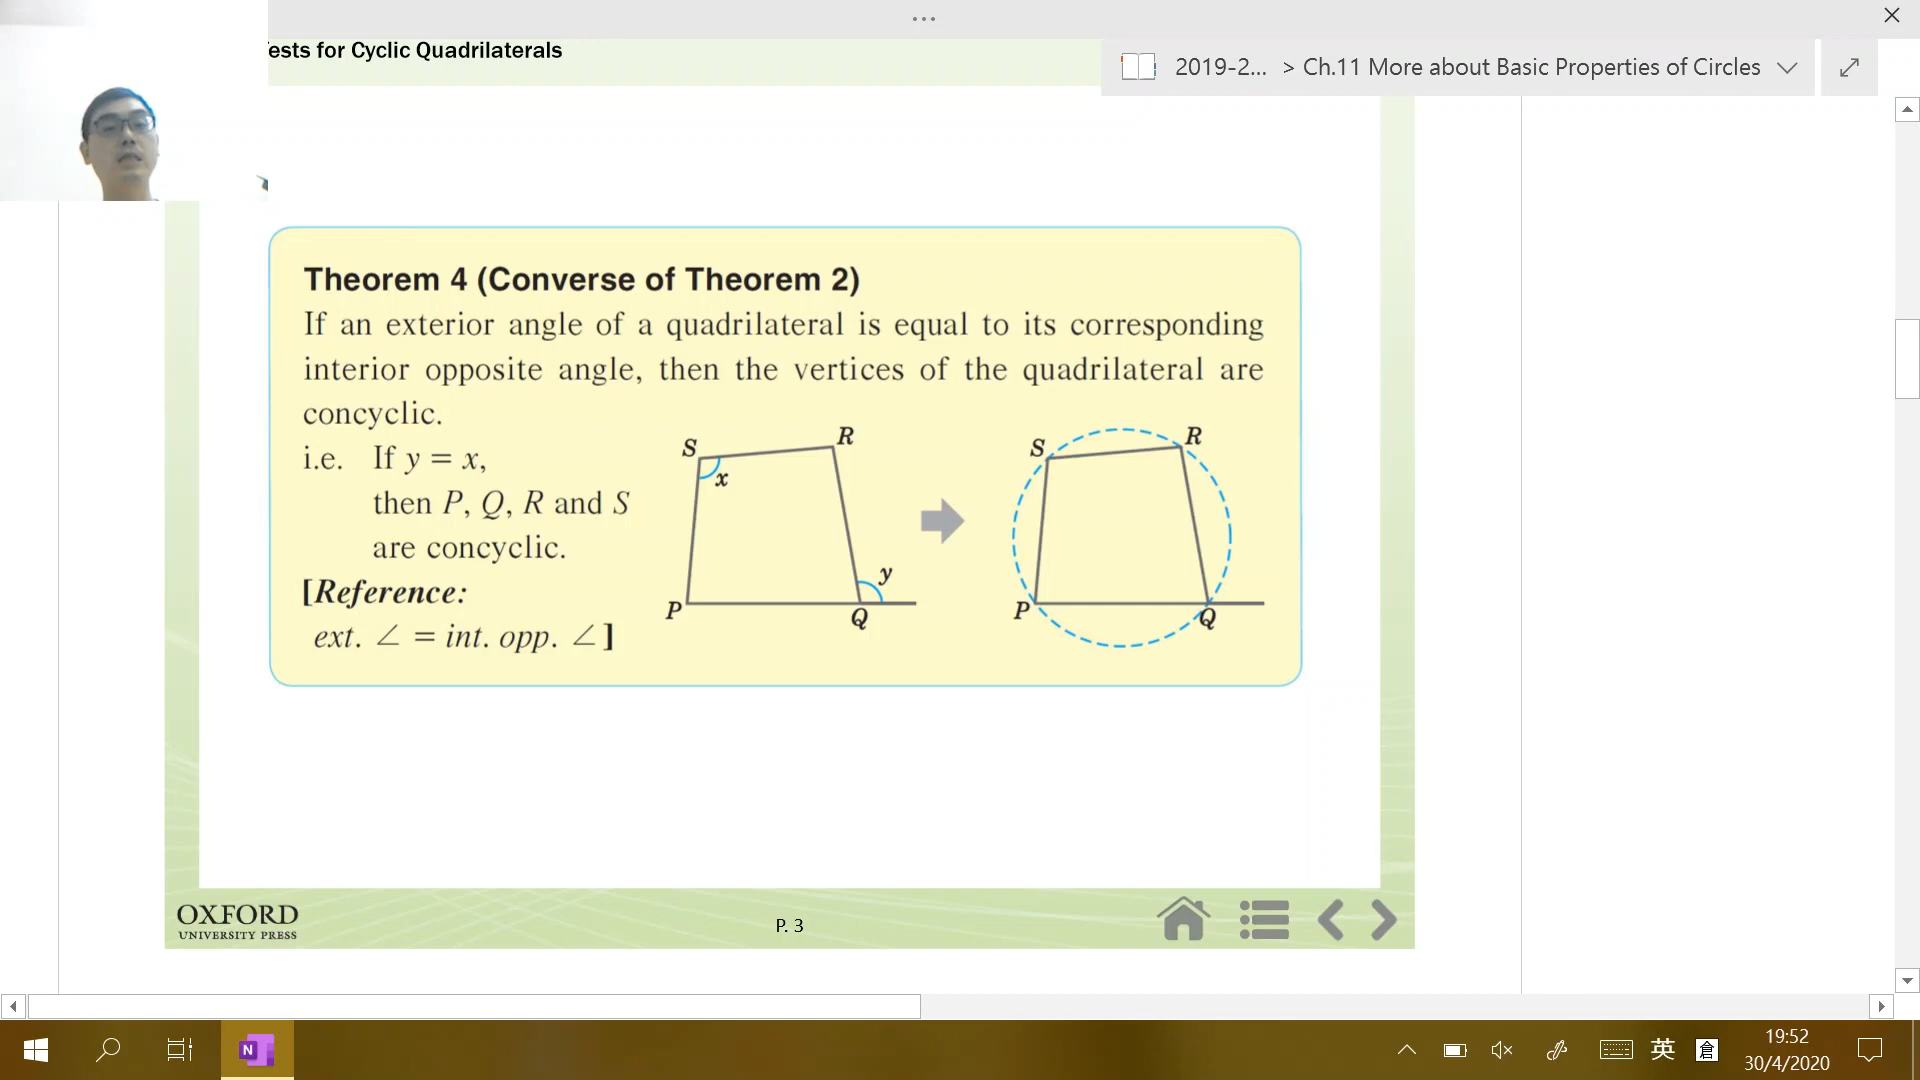 ests for Cyclic Quadrilaterals
2019-2... > Ch.11 More about Basic Properties of Circles
Theorem 4 (Converse of Theorem 2)
If an exterior angle of a quadrilateral is equal to its corresponding
interior opposite angle, then the vertices of the quadrilateral are
concyclic.
i.e. If y = x,
then P, Q, R and S
are concyclic.
[Reference:
ext. ∠ = int. opp. ∠]
S
R
x
y
P
Q
S
R
P
Q
OXFORD
UNIVERSITY PRESS
P. 3
N
英
倉
19:52
30/4/2020